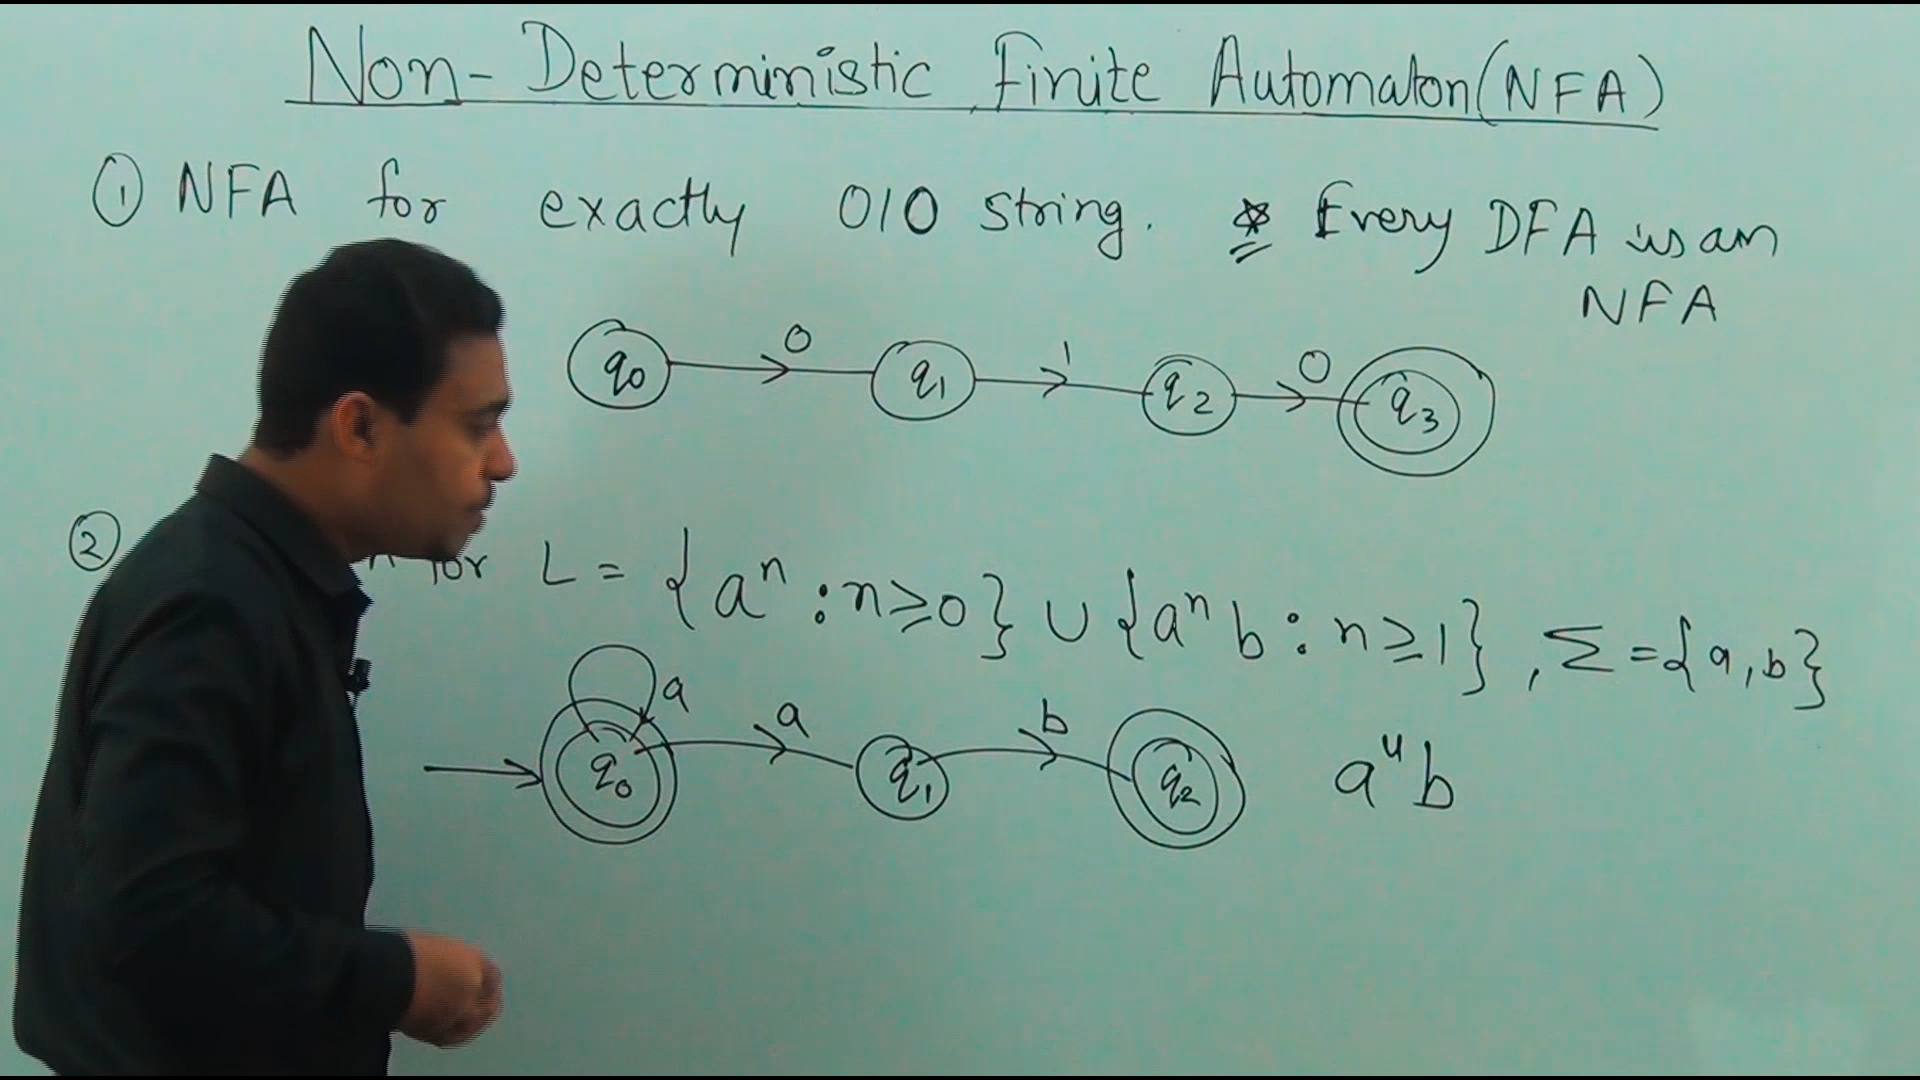 Non-Deterministic Finite Automaton (NFA)
① NFA for exactly 010 string. * Every DFA is an
NFA
q0 0 q1 1 q2 0 q3
② for L = {aⁿ : n ≥ 0} ∪ {aⁿ b : n ≥ 1}, Σ = {a, b}
a
q0 a q1 b q2 a⁴b